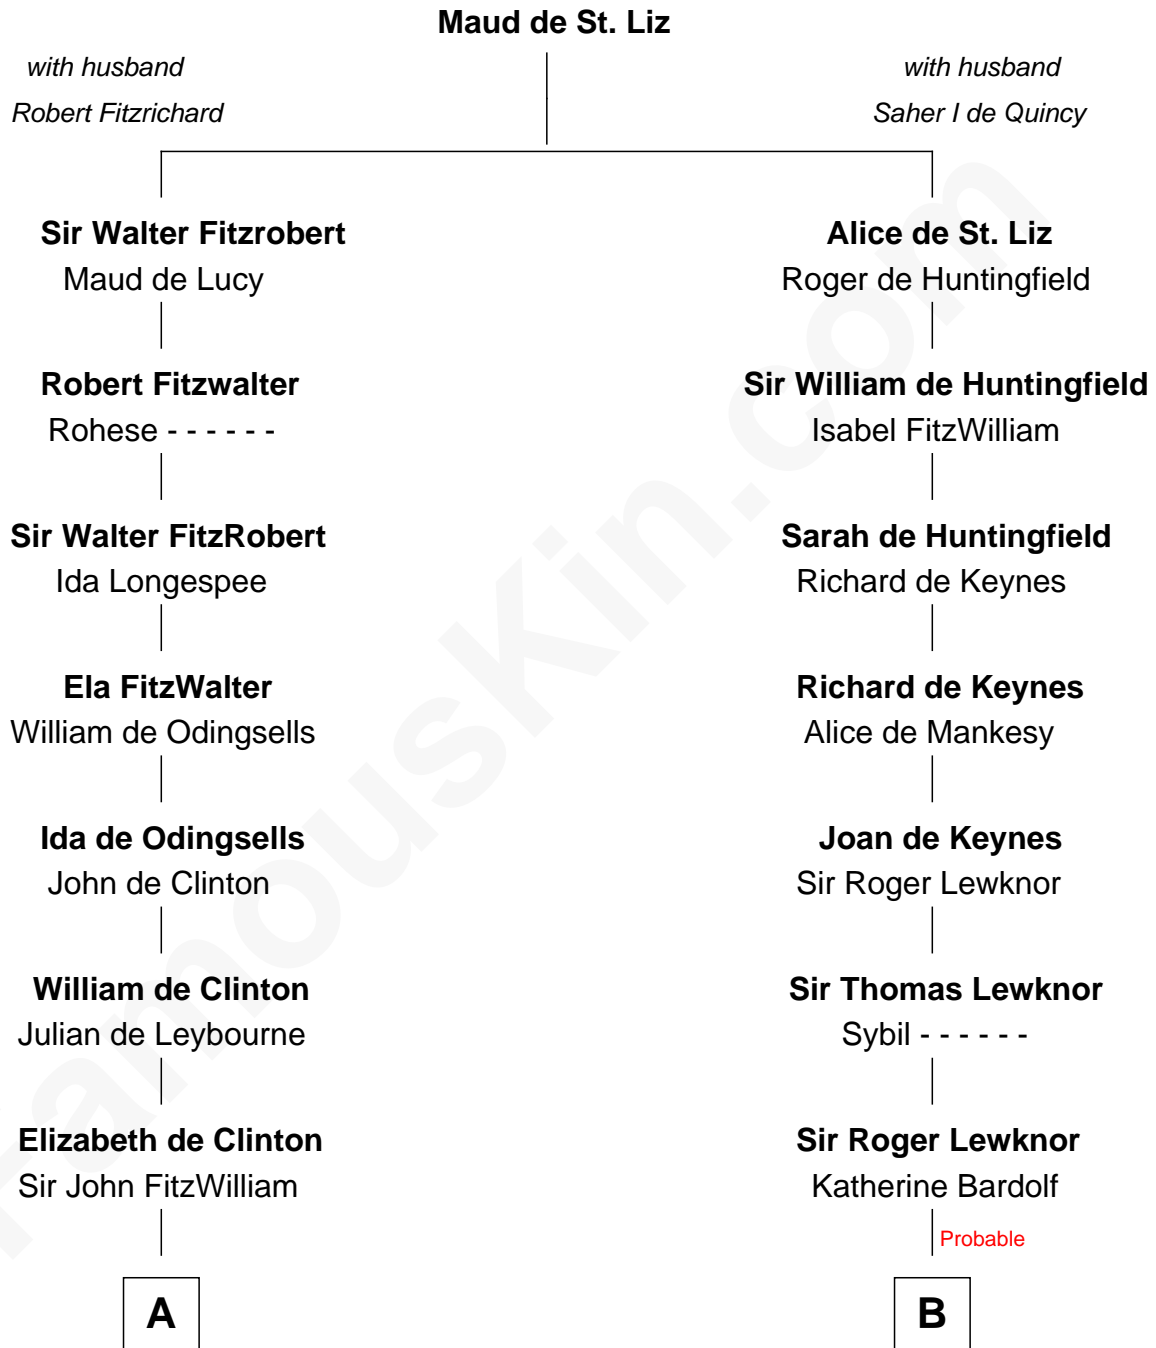 Maud de St. Liz
with husband
Robert Fitzrichard
with husband
Saher I de Quincy
Sir Walter Fitzrobert
Maud de Lucy
Alice de St. Liz
Roger de Huntingfield
Robert Fitzwalter
Rohese - - - - - -
Sir William de Huntingfield
Isabel FitzWilliam
Sir Walter FitzRobert
Ida Longespee
Sarah de Huntingfield
Richard de Keynes
Ela FitzWalter
William de Odingsells
Richard de Keynes
Alice de Mankesy
Ida de Odingsells
John de Clinton
Joan de Keynes
Sir Roger Lewknor
William de Clinton
Julian de Leybourne
Sir Thomas Lewknor
Sybil - - - - - -
Elizabeth de Clinton
Sir John FitzWilliam
Sir Roger Lewknor
Katherine Bardolf
Probable
A
B
FamousKin.com